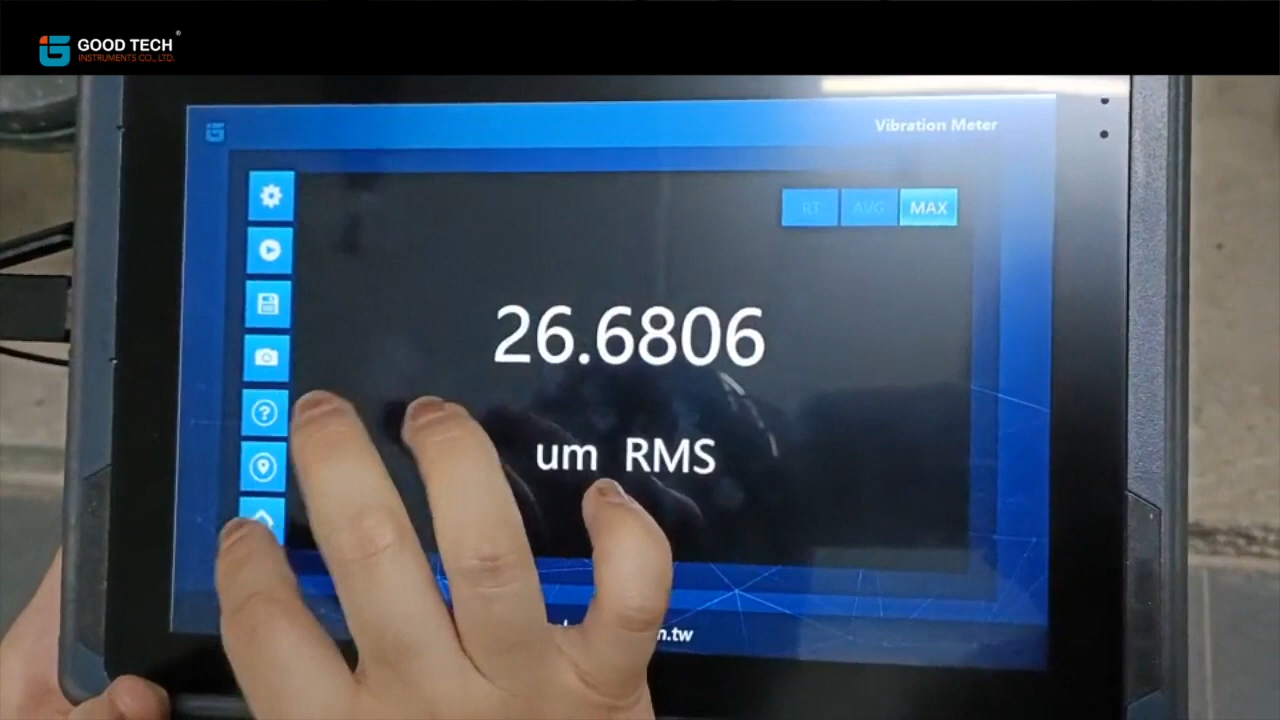 GOOD TECH®
INSTRUMENTS CO., LTD.
Vibration Meter
RT AVG MAX
26.6806
um RMS
n.tw